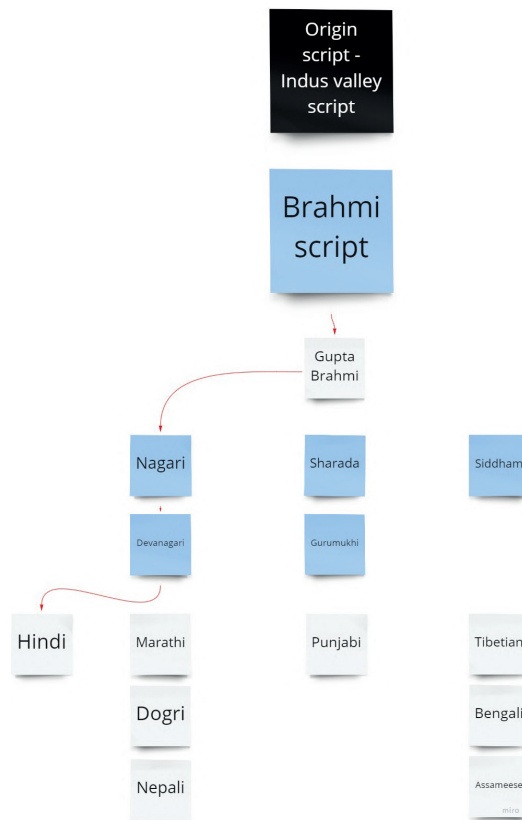 Origin
script -
Indus valley
script
Brahmi
script
Gupta
Brahmi
Nagari
Sharada
Siddham
Devanagari
Gurumukhi
Hindi
Marathi
Punjabi
Tibetian
Dogri
Bengali
Nepali
Assameese
miro